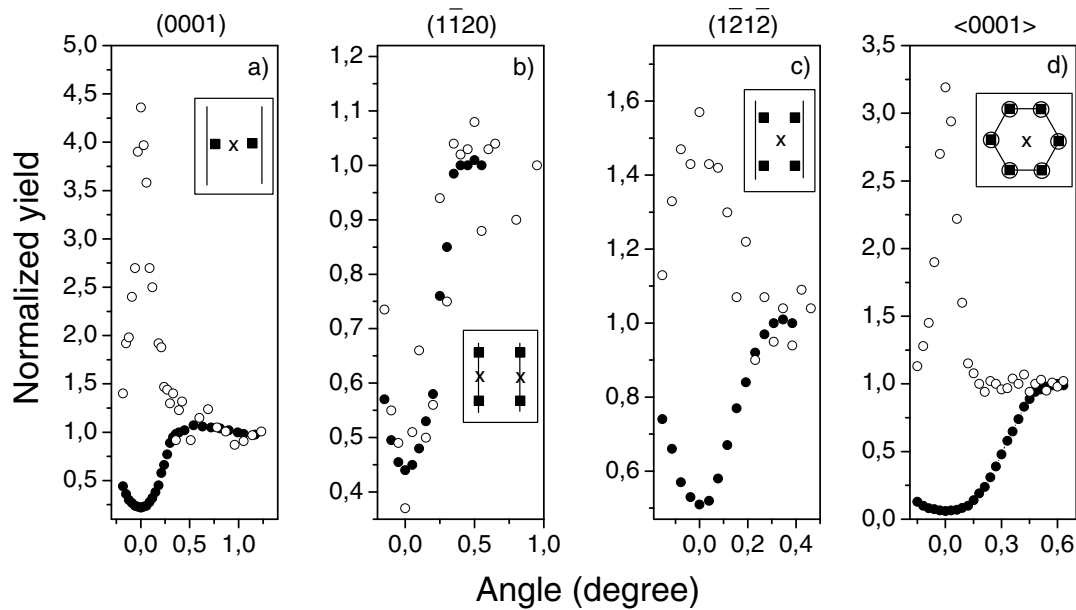 (0001)
(11̅20)
(12̅12̅)
<0001>
a)
b)
c)
d)
5,0
4,5
4,0
3,5
3,0
2,5
2,0
1,5
1,0
0,5
1,2
1,1
1,0
0,9
0,8
0,7
0,6
0,5
0,4
1,6
1,4
1,2
1,0
0,8
0,6
3,5
3,0
2,5
2,0
1,5
1,0
0,5
0,0
x
x x
x
x
0,0 0,5 1,0
0,0 0,5 1,0
0,0 0,2 0,4
0,0 0,3 0,6
Normalized yield
Angle (degree)